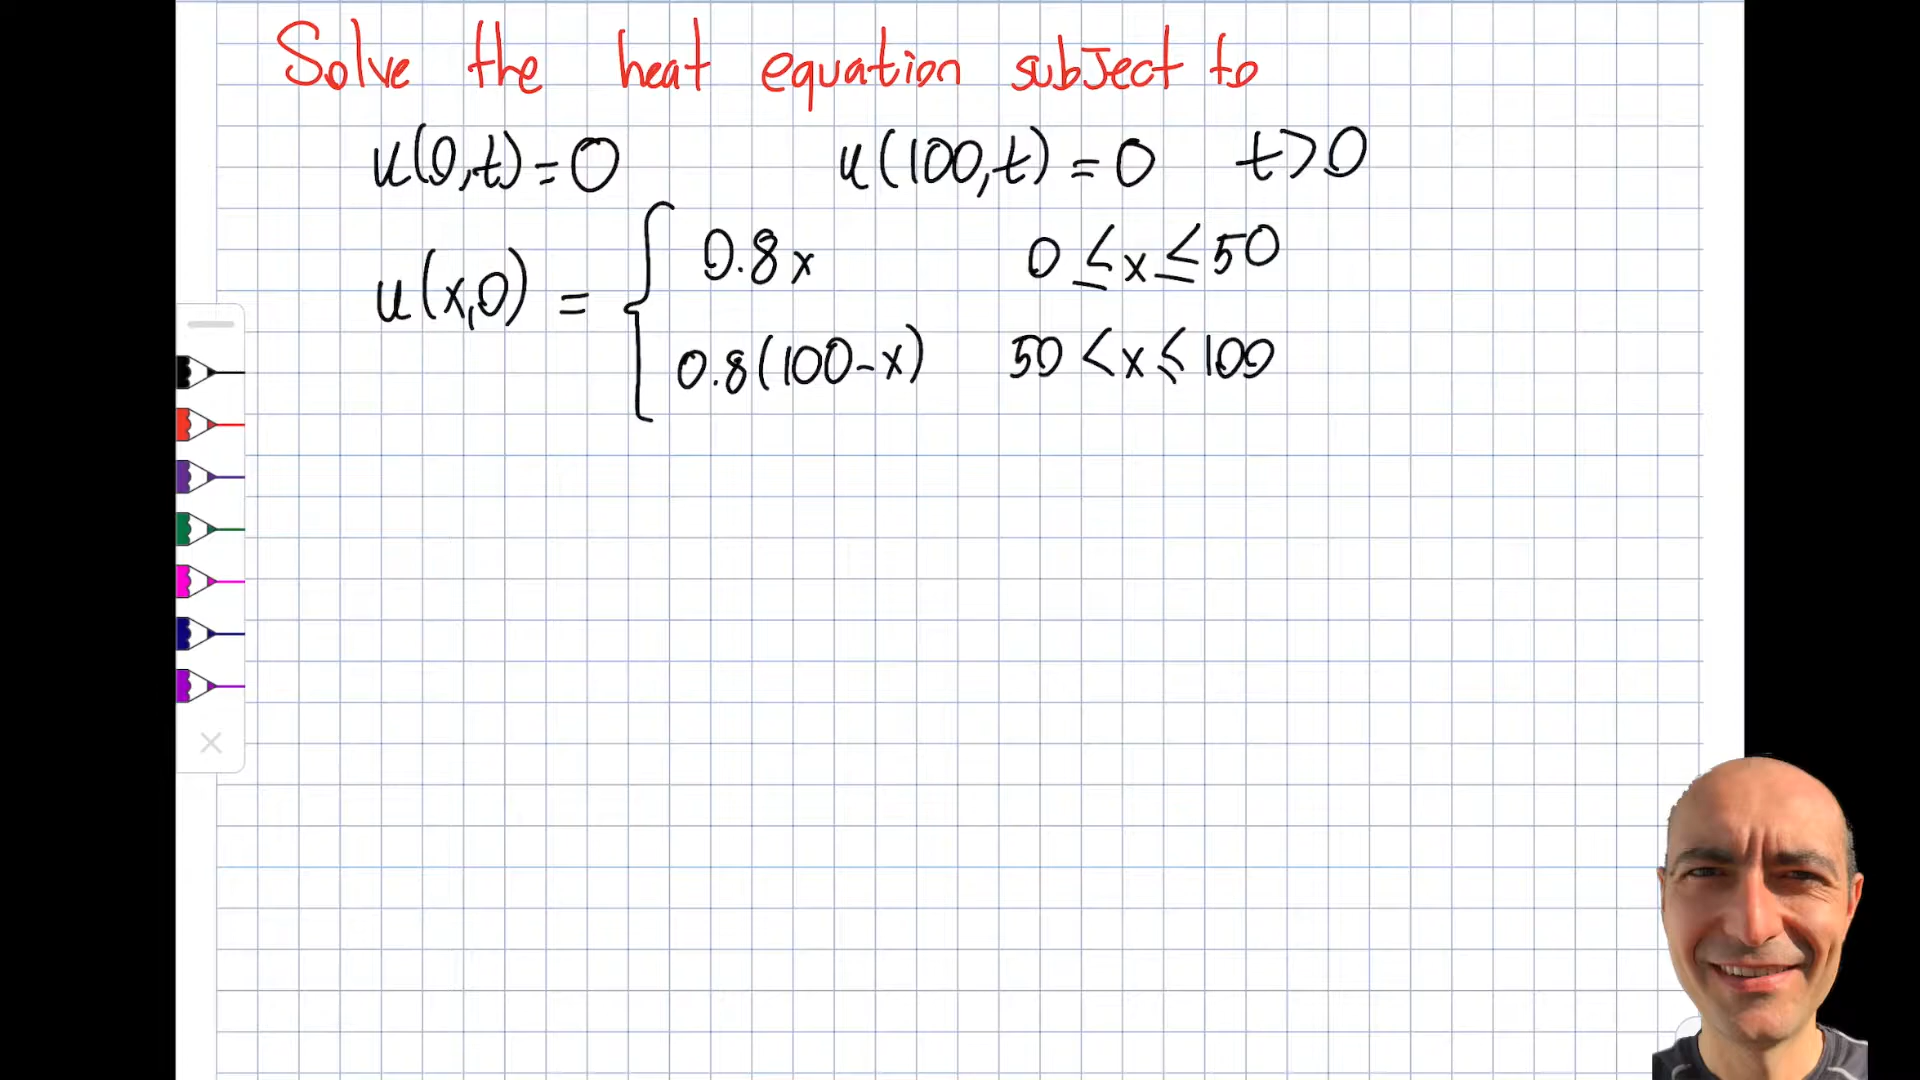 Solve the heat equation subject to
u(0,t)=0 u(100,t)=0 t>0
u(x,0) = { 0.8x 0≤x≤50
0.8(100-x) 50<x≤100